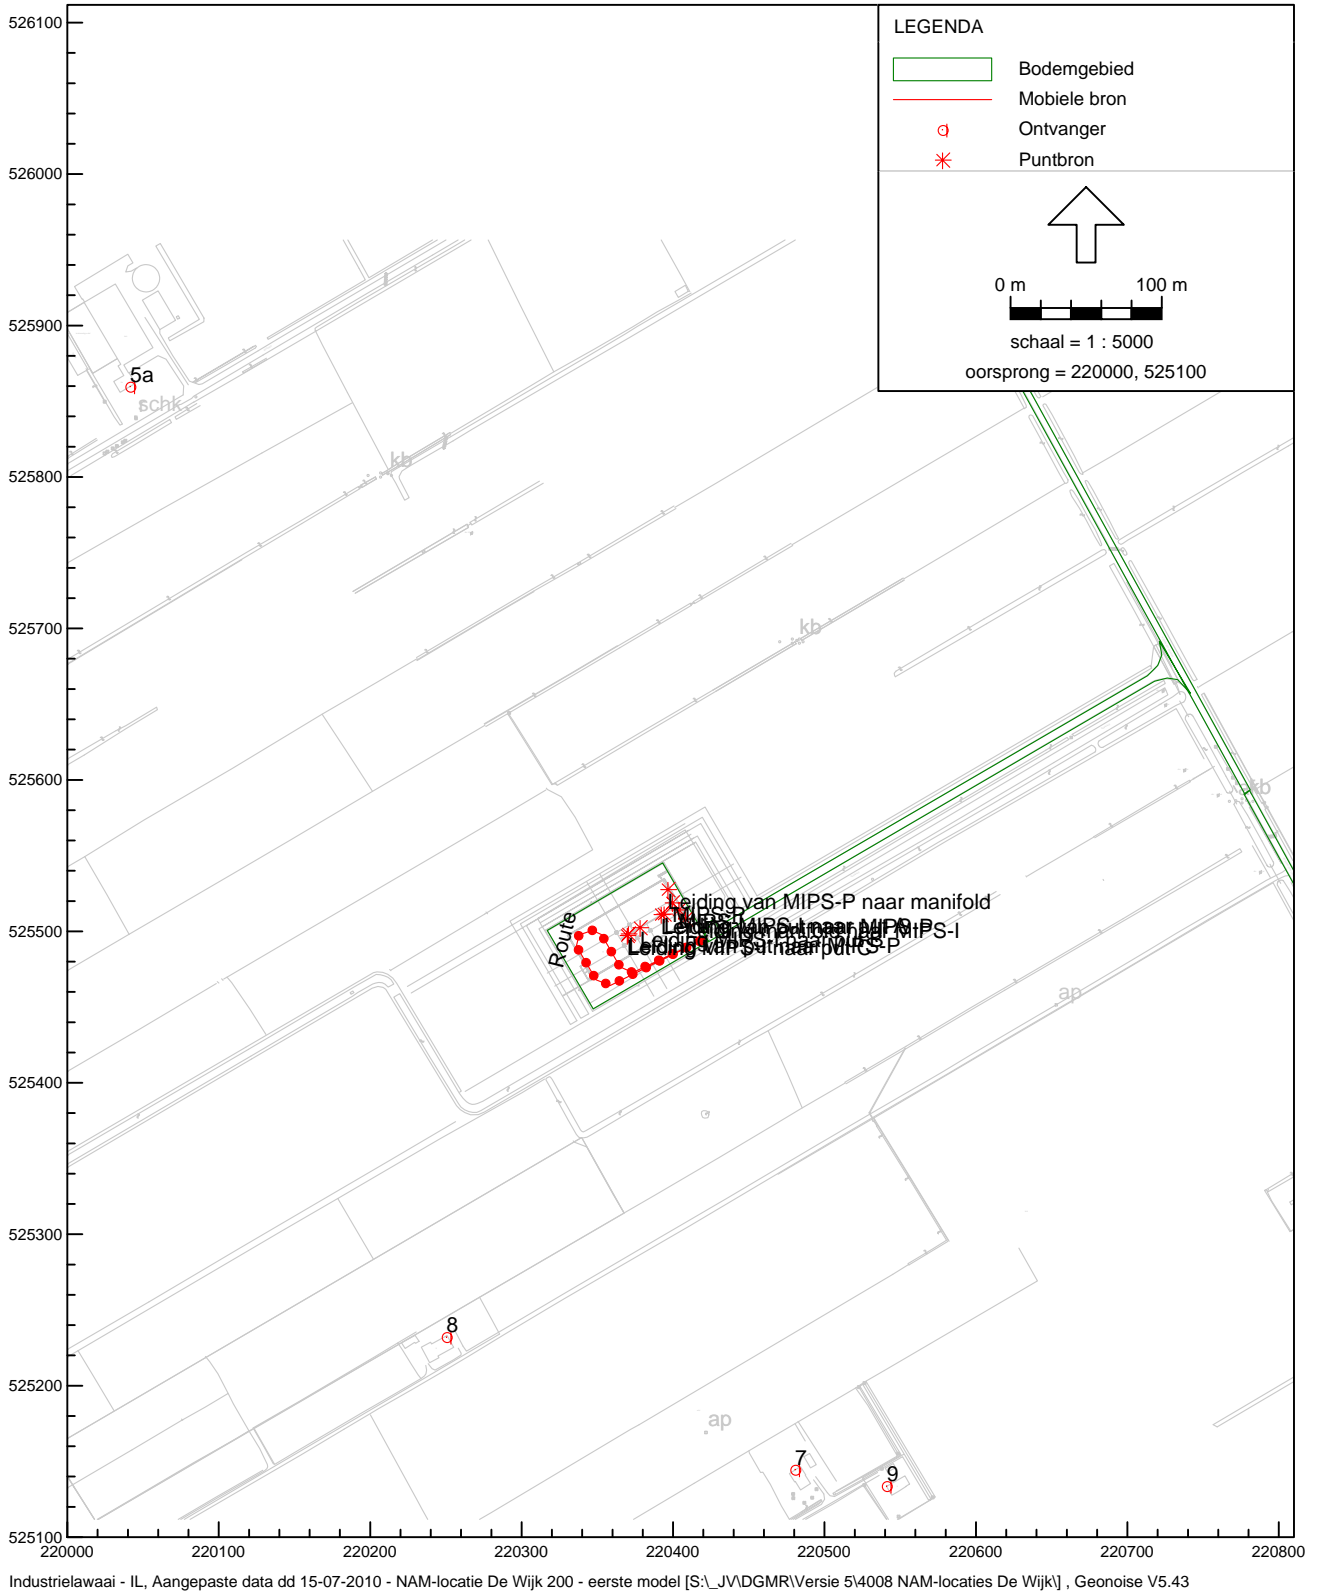 526100
526000
525900
525800
525700
525600
525500
525400
525300
525200
525100
220000 220100 220200 220300 220400 220500 220600 220700 220800
LEGENDA
Bodemgebied
Mobiele bron
Ontvanger
Puntbron
0 m 100 m
schaal = 1 : 5000
oorsprong = 220000, 525100
5a
schk
kb
kb
kb
Route
Leiding van MIPS-P naar manifold
MIPS-P
ap
8
ap
7
9
Industrielawaai - IL, Aangepaste data dd 15-07-2010 - NAM-locatie De Wijk 200 - eerste model [S:\_JV\DGMR\Versie 5\4008 NAM-locaties De Wijk\] , Geonoise V5.43